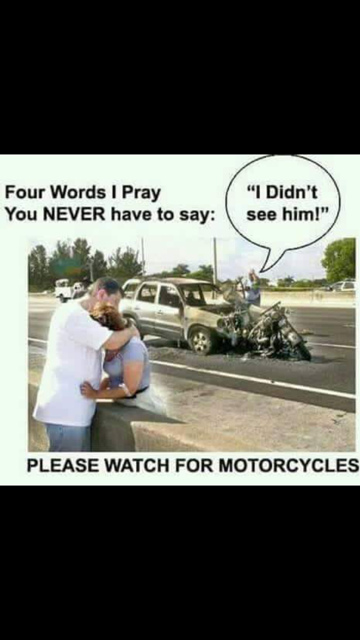 Four Words I Pray
You NEVER have to say:
“I Didn’t
see him!”
PLEASE WATCH FOR MOTORCYCLES